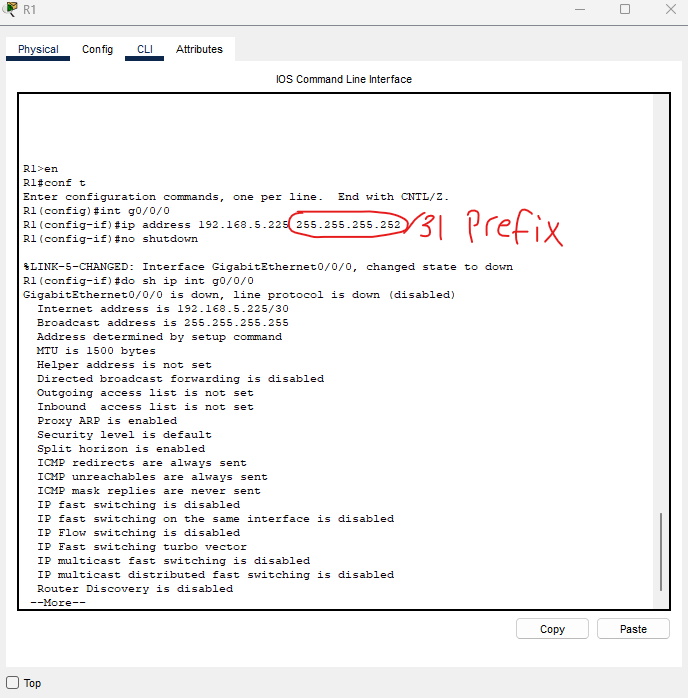 R1
Physical Config CLI Attributes
IOS Command Line Interface
R1>en
R1#conf t
Enter configuration commands, one per line.  End with CNTL/Z.
R1(config)#int g0/0/0
R1(config-if)#ip address 192.168.5.225 255.255.255.252 /31 Prefix
R1(config-if)#no shutdown
%LINK-5-CHANGED: Interface GigabitEthernet0/0/0, changed state to down
R1(config-if)#do sh ip int g0/0/0
GigabitEthernet0/0/0 is down, line protocol is down (disabled)
Internet address is 192.168.5.225/30
Broadcast address is 255.255.255.255
Address determined by setup command
MTU is 1500 bytes
Helper address is not set
Directed broadcast forwarding is disabled
Outgoing access list is not set
Inbound  access list is not set
Proxy ARP is enabled
Security level is default
Split horizon is enabled
ICMP redirects are always sent
ICMP unreachables are always sent
ICMP mask replies are never sent
IP fast switching is disabled
IP fast switching on the same interface is disabled
IP Flow switching is disabled
IP Fast switching turbo vector
IP multicast fast switching is disabled
IP multicast distributed fast switching is disabled
Router Discovery is disabled
--More--
Copy Paste
Top